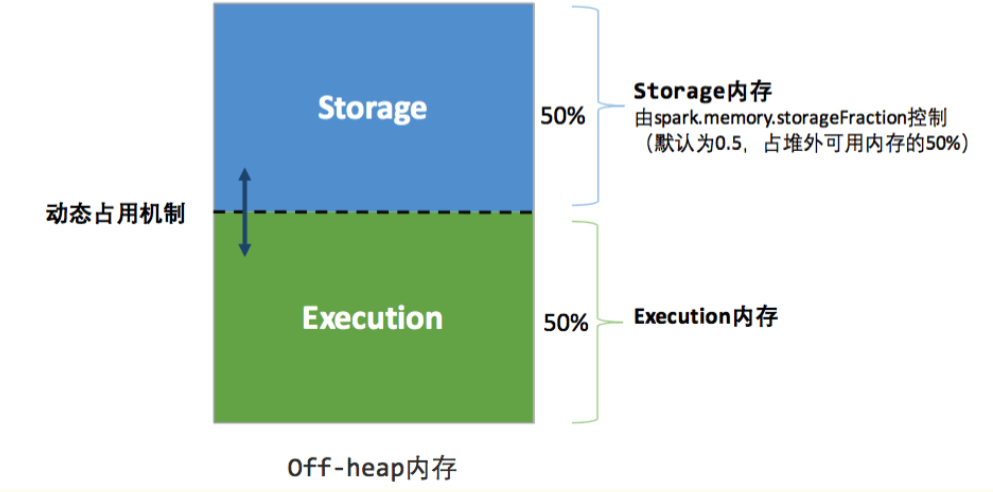 Storage
50%
Storage内存
由spark.memory.storageFraction控制
（默认为0.5，占堆外可用内存的50%）
动态占用机制
Execution
50%
Execution内存
Off-heap内存